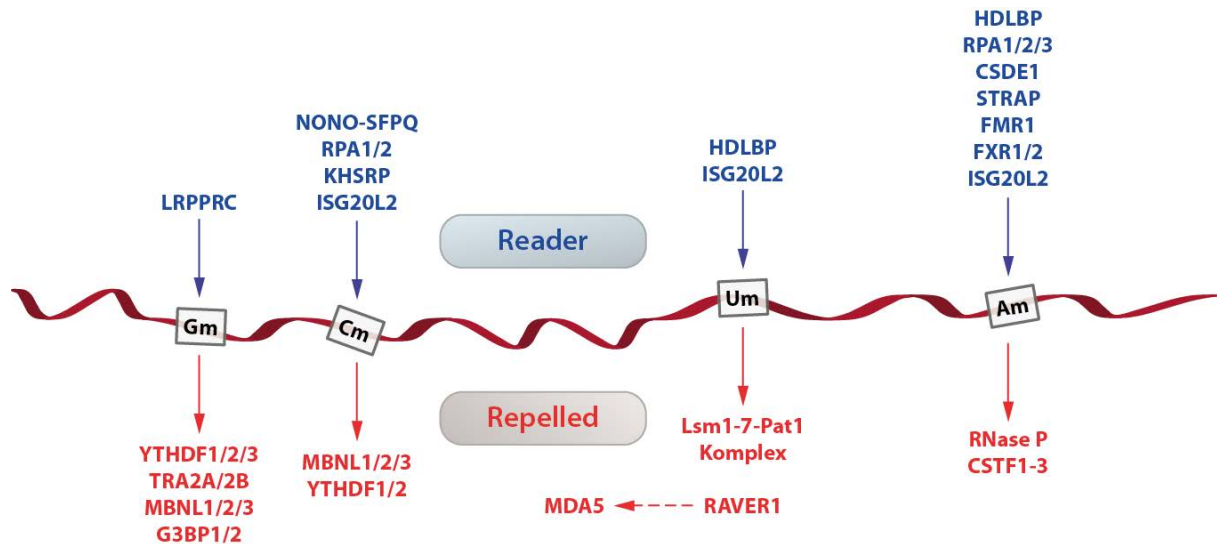 HDLBP
RPA1/2/3
CSDE1
STRAP
FMR1
FXR1/2
ISG20L2
NONO-SFPQ
RPA1/2
KHSRP
ISG20L2
HDLBP
ISG20L2
LRPPRC
Reader
Gm
Cm
Um
Am
Repelled
YTHDF1/2/3
TRA2A/2B
MBNL1/2/3
G3BP1/2
MBNL1/2/3
YTHDF1/2
Lsm1-7-Pat1
Komplex
MDA5 RAVER1
RNase P
CSTF1-3